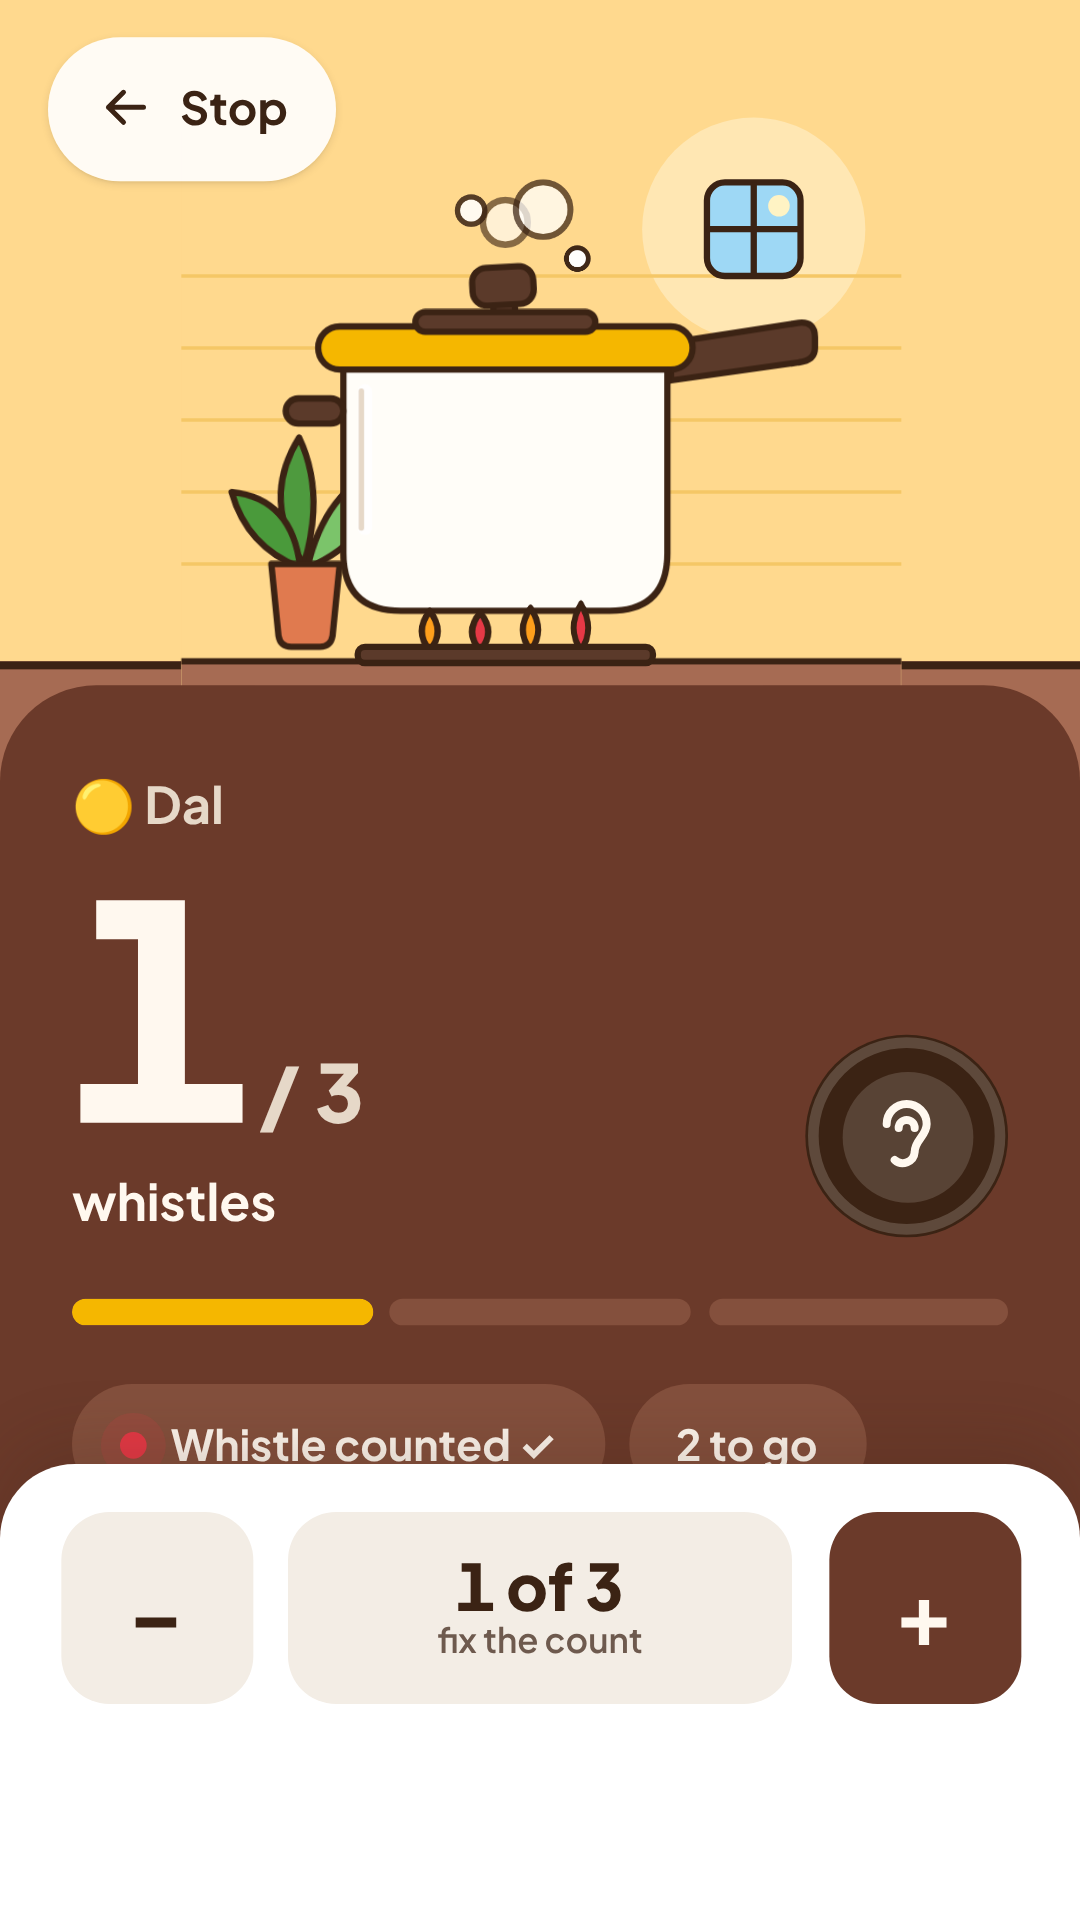 Stop
Dal
1 / 3
whistles
Whistle counted ✓
2 to go
− 1 of 3 +
fix the count